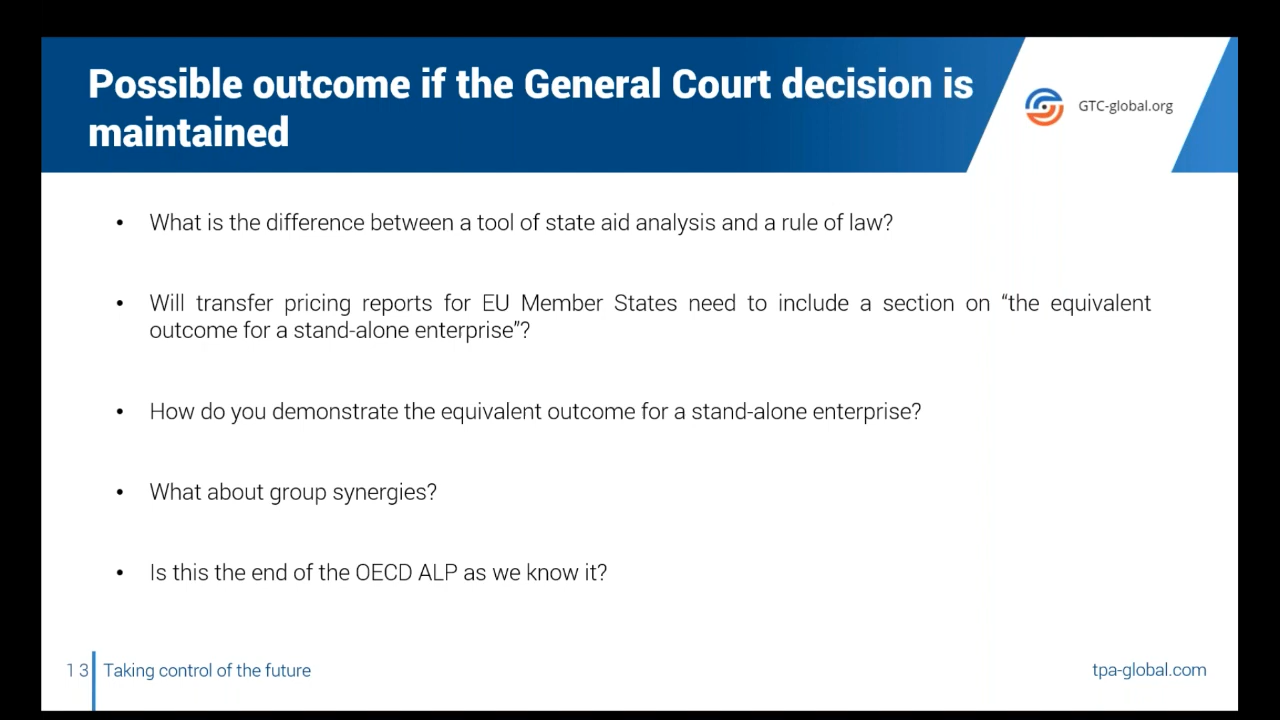 Possible outcome if the General Court decision is
maintained
GTC-global.org
• What is the difference between a tool of state aid analysis and a rule of law?
• Will transfer pricing reports for EU Member States need to include a section on “the equivalent
outcome for a stand-alone enterprise”?
• How do you demonstrate the equivalent outcome for a stand-alone enterprise?
• What about group synergies?
• Is this the end of the OECD ALP as we know it?
13 Taking control of the future
tpa-global.com